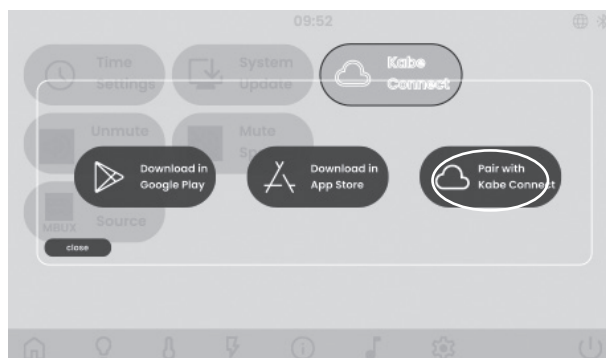 09:52
Time
Settings
System
Update
Kabe
Connect
Unmute
Mute
Download in
Google Play
Download in
App Store
Pair with
Kabe Connect
MBUX
Source
close